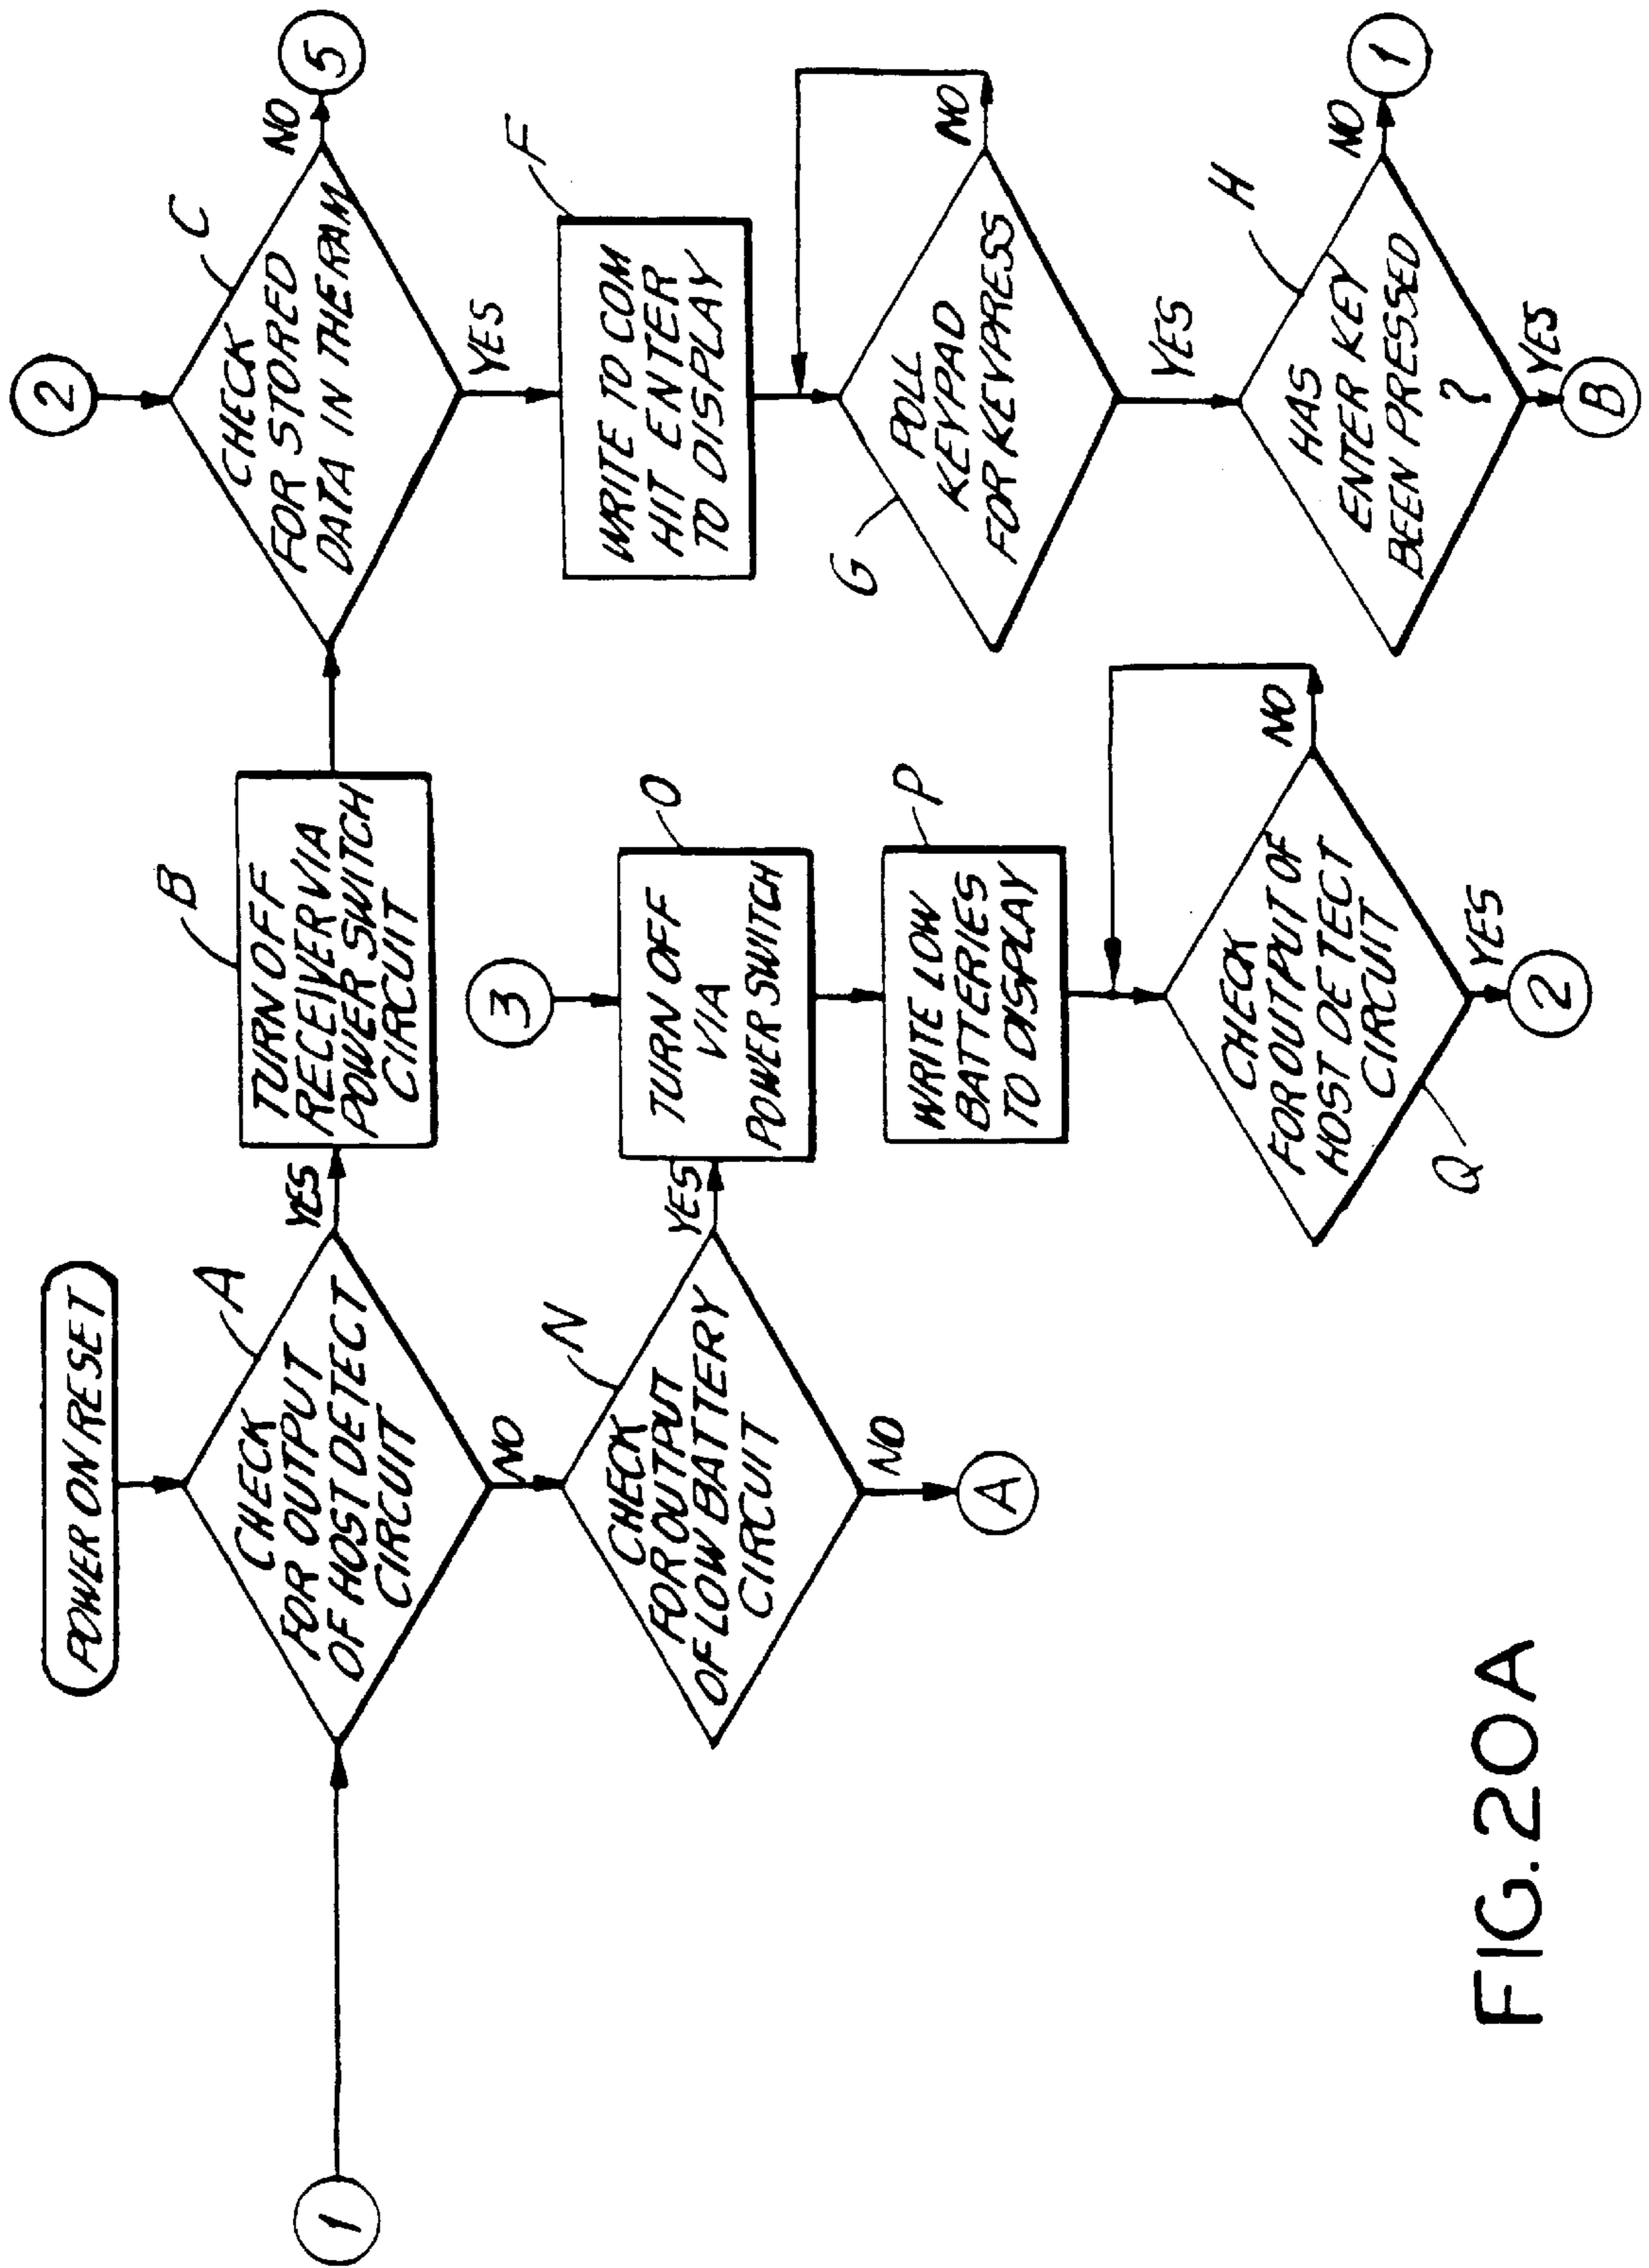 POWER ON RESET
1
A
CHECK
FOR OUTPUT
OF HOST DETECT
CIRCUIT
YES
NO
B
TURN OFF
RECEIVER VIA
POWER SWITCH
CIRCUIT
2
C
CHECK
FOR STORED
DATA IN THE RAM
NO
5
YES
N
CHECK
FOR OUTPUT
OF LOW BATTERY
CIRCUIT
YES
NO
A
3
O
TURN OFF
VIA
POWER SWITCH
P
WRITE LOW
BATTERIES
TO DISPLAY
Q
CHECK
FOR OUTPUT OF
HOST DETECT
CIRCUIT
NO
YES
2
F
WRITE TO COM
HIT ENTER
TO DISPLAY
G
POLL
KEYPAD
FOR KEYPRESS
NO
YES
H
HAS
ENTER KEY
BEEN PRESSED
?
NO
1
YES
B
FIG. 20A